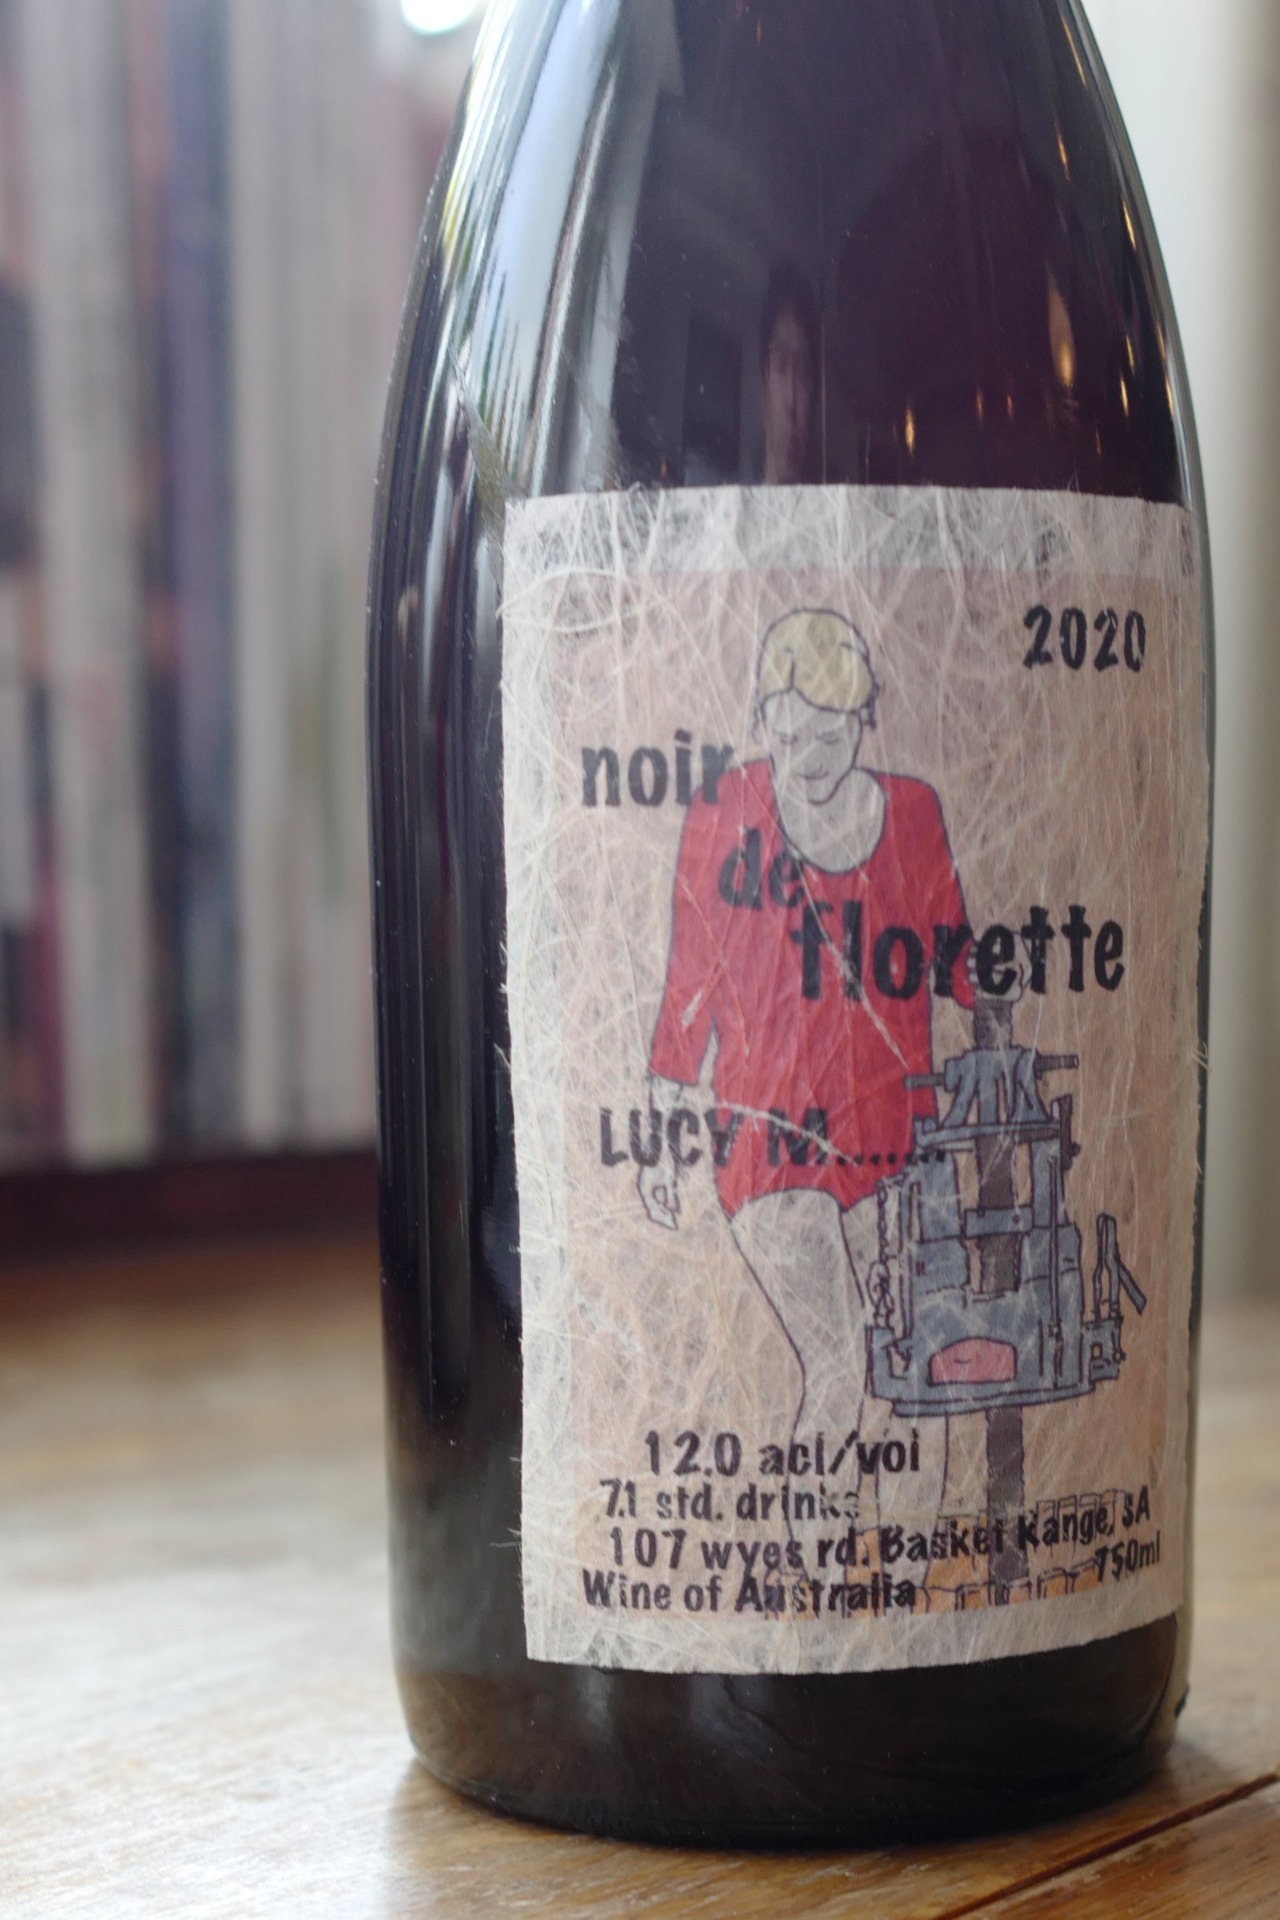 2020
noir
de
florette
LUCY M.......
12.0 acl/vol
7.1 std. drinks
107 wyes rd. Basket Range, sA
750ml
Wine of Australia